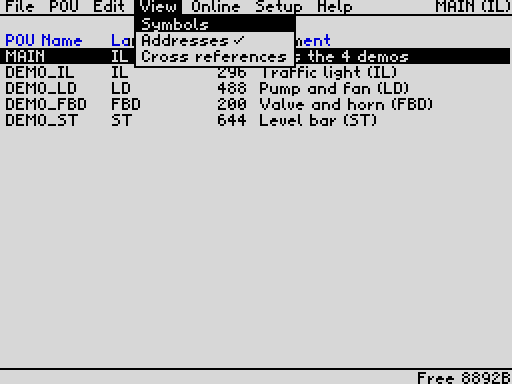 File POU Edit View Online Setup Help MAIN (IL)
Symbols
Addresses ✓
Cross references
POU Name La ment
MAIN IL s the 4 demos
DEMO_IL IL 296 Traffic light (IL)
DEMO_LD LD 488 Pump and fan (LD)
DEMO_FBD FBD 200 Valve and horn (FBD)
DEMO_ST ST 644 Level bar (ST)
Free 8892B